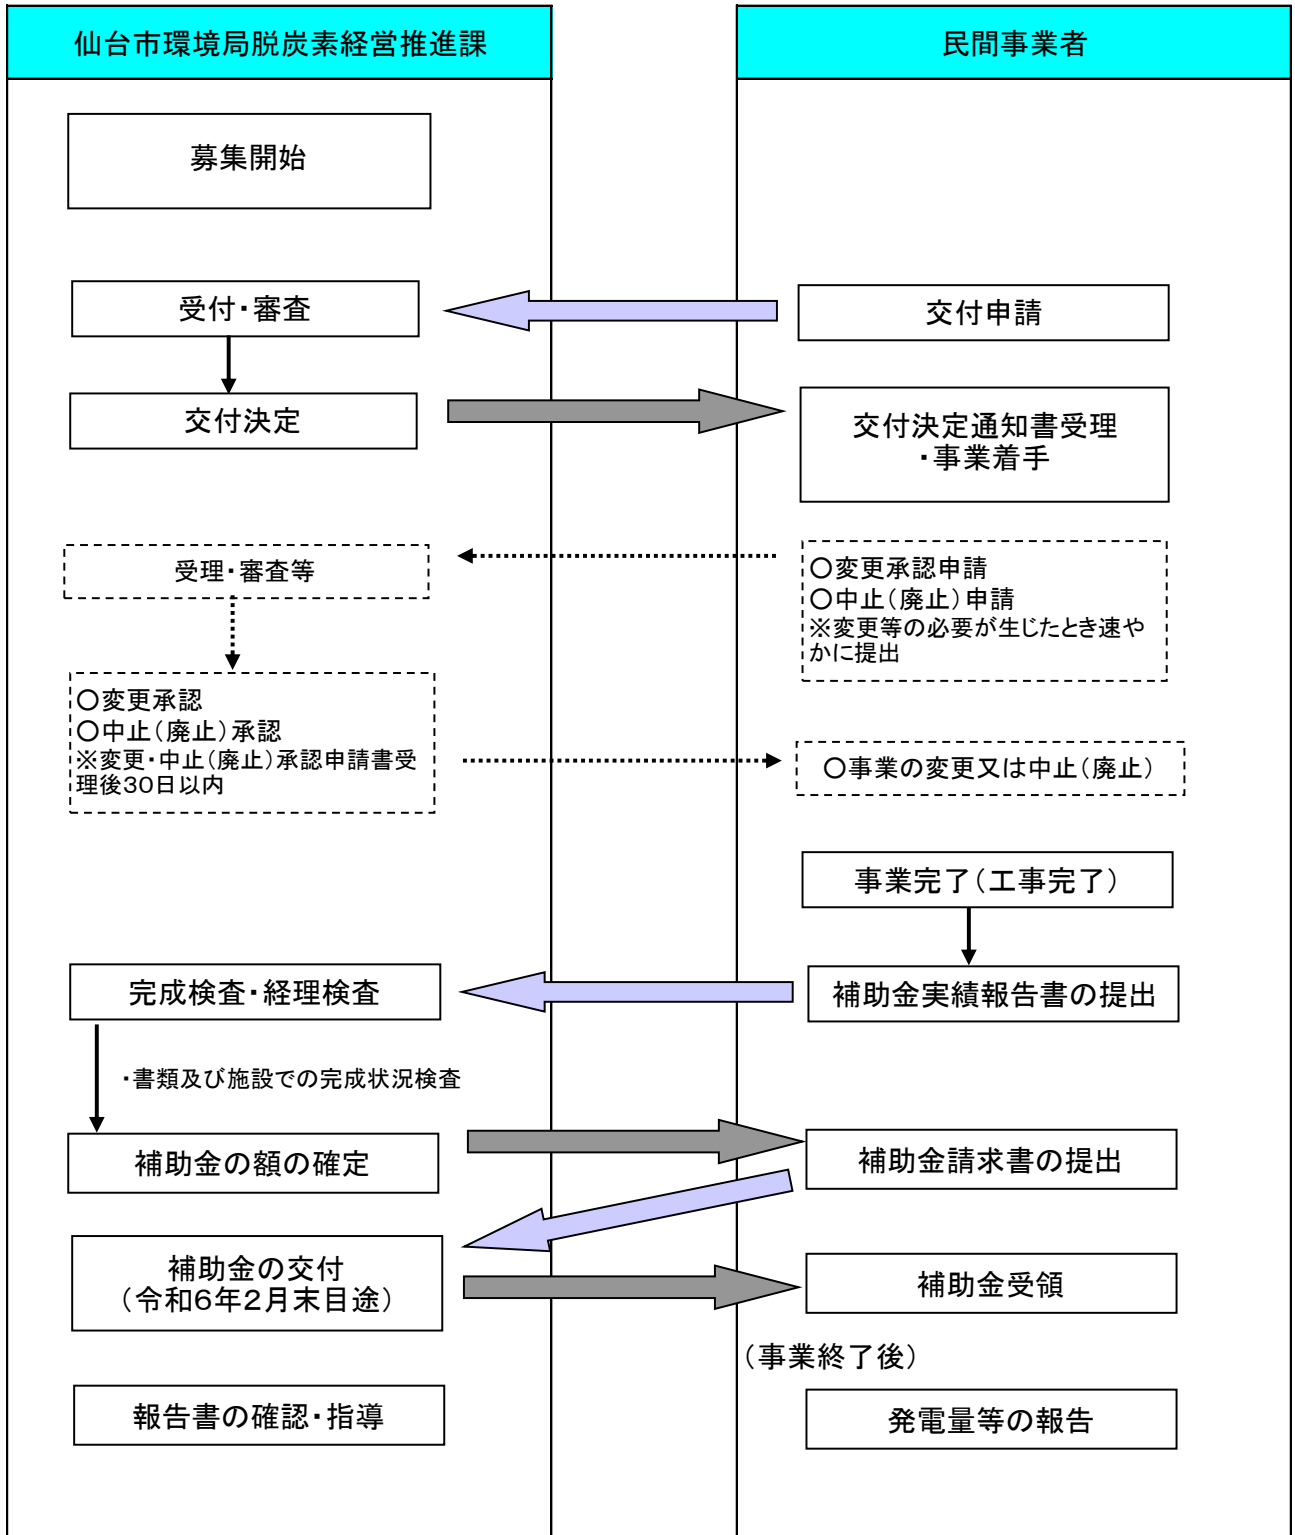 仙台市環境局脱炭素経営推進課
民間事業者
募集開始
受付・審査
交付申請
交付決定
交付決定通知書受理
・事業着手
受理・審査等
○変更承認申請
○中止（廃止）申請
※変更等の必要が生じたとき速や
かに提出
○変更承認
○中止（廃止）承認
※変更・中止（廃止）承認申請書受
理後30日以内
○事業の変更又は中止（廃止）
事業完了（工事完了）
完成検査・経理検査
補助金実績報告書の提出
・書類及び施設での完成状況検査
補助金の額の確定
補助金請求書の提出
補助金の交付
（令和6年2月末目途）
補助金受領
（事業終了後）
報告書の確認・指導
発電量等の報告